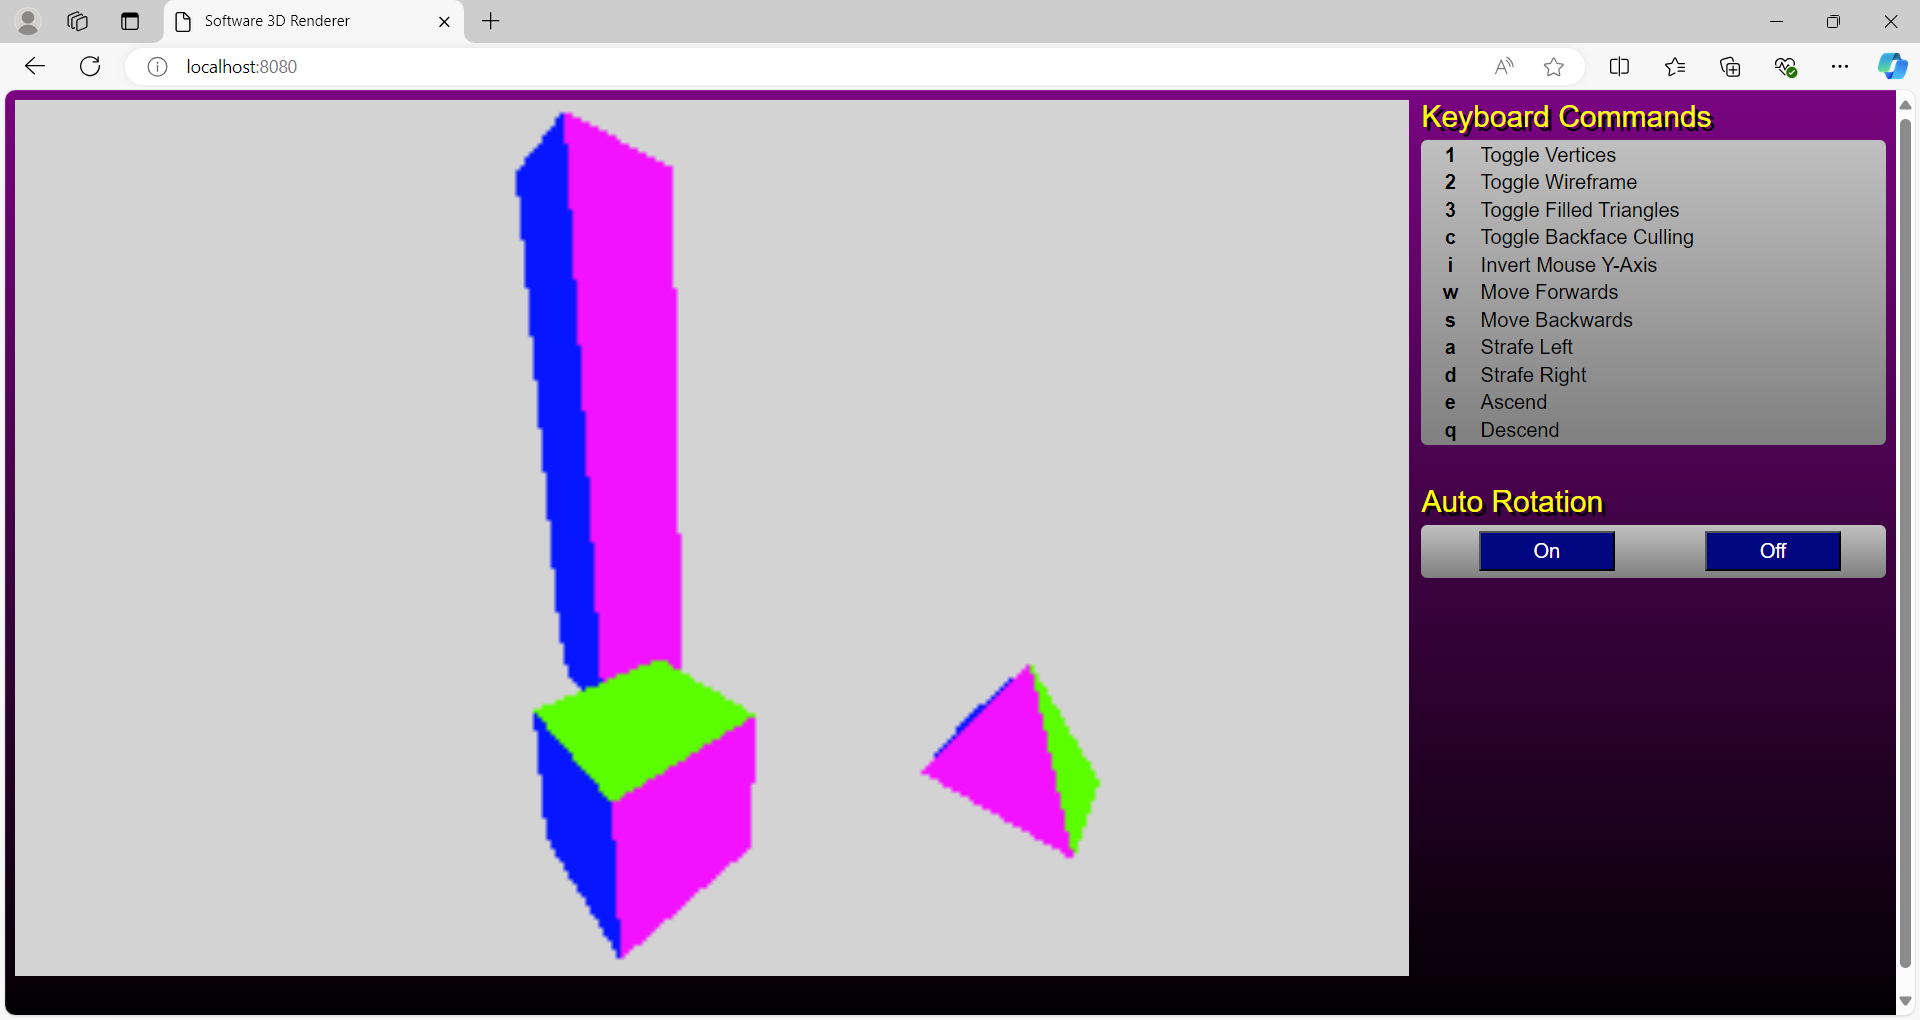 Software 3D Renderer
localhost:8080
Keyboard Commands
1 Toggle Vertices
2 Toggle Wireframe
3 Toggle Filled Triangles
c Toggle Backface Culling
i Invert Mouse Y-Axis
w Move Forwards
s Move Backwards
a Strafe Left
d Strafe Right
e Ascend
q Descend
Auto Rotation
On Off